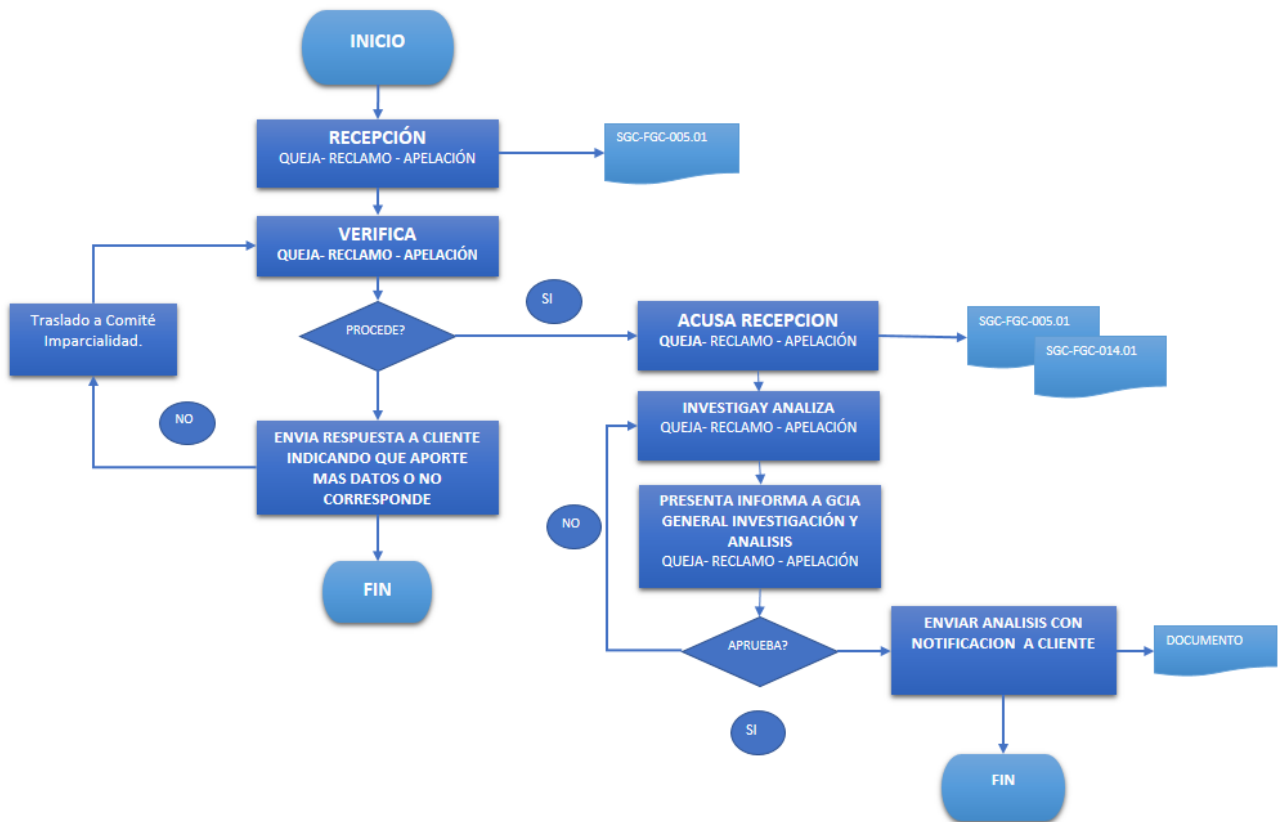 INICIO
RECEPCIÓN
QUEJA- RECLAMO - APELACIÓN
SGC-FGC-005.01
VERIFICA
QUEJA- RECLAMO - APELACIÓN
SI
Traslado a Comité
Imparcialidad.
PROCEDE?
ACUSA RECEPCION
QUEJA- RECLAMO - APELACIÓN
SGC-FGC-005.01
SGC-FGC-014.01
NO
INVESTIGAY ANALIZA
QUEJA- RECLAMO - APELACIÓN
ENVIA RESPUESTA A CLIENTE
INDICANDO QUE APORTE
MAS DATOS O NO
CORRESPONDE
NO
PRESENTA INFORMA A GCIA
GENERAL INVESTIGACIÓN Y
ANALISIS
QUEJA- RECLAMO - APELACIÓN
FIN
APRUEBA?
ENVIAR ANALISIS CON
NOTIFICACION A CLIENTE
DOCUMENTO
SI
FIN